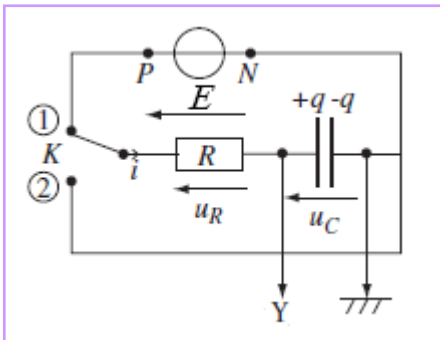 P N
E +q -q
① 
K i R
②
u_R u_C
Y